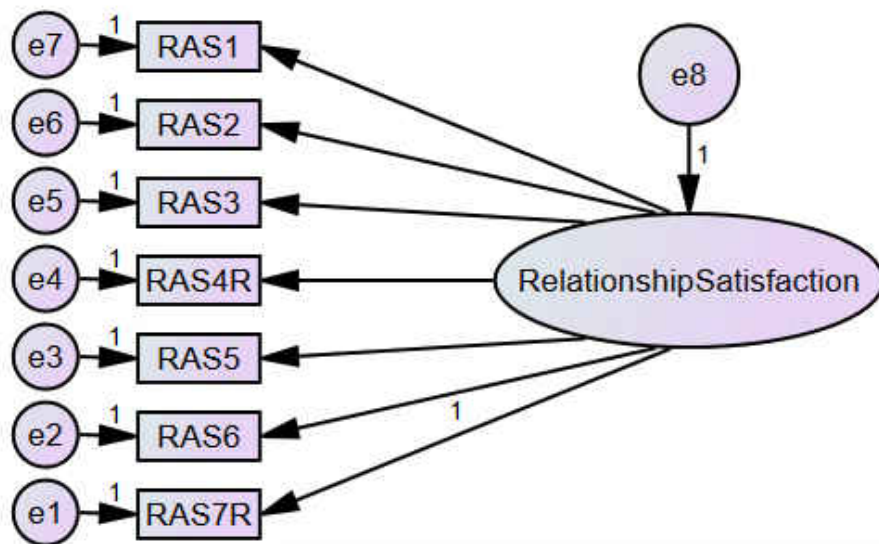 e7 1 RAS1
e8
1
e6 1 RAS2
e5 1 RAS3
e4 1 RAS4R
RelationshipSatisfaction
e3 1 RAS5
e2 1 RAS6
1
e1 1 RAS7R